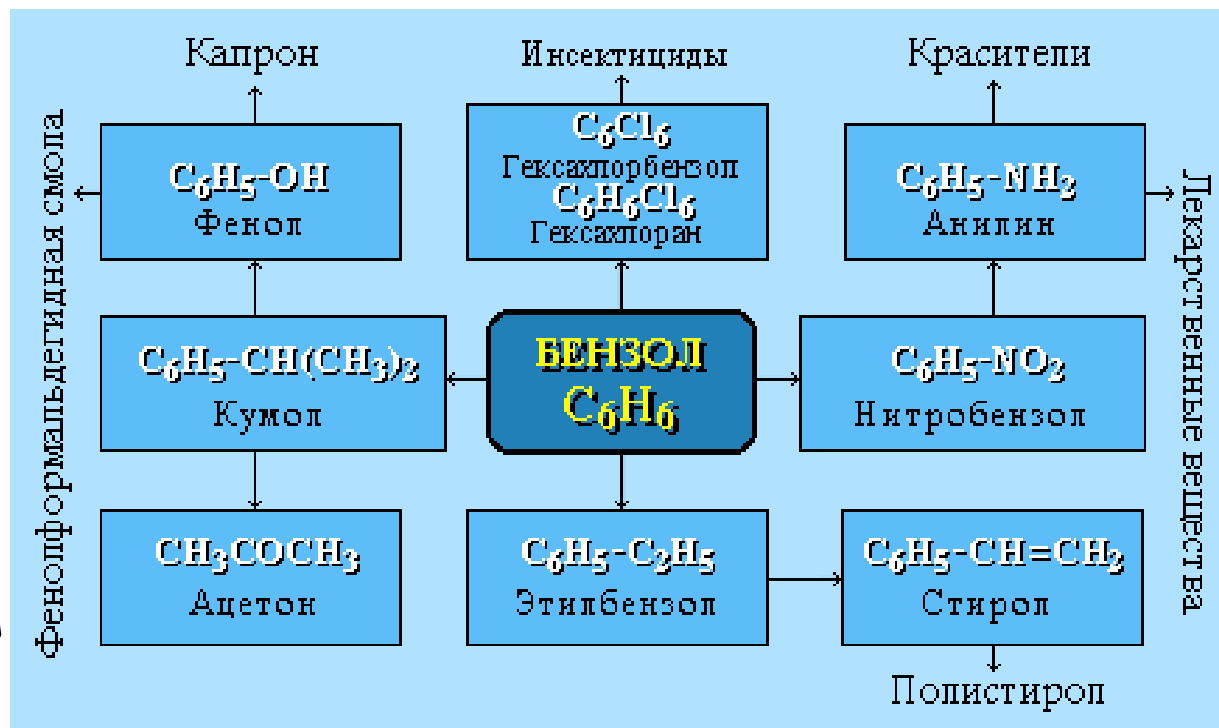 Капрон
Инсектициды
Красители
Фенолформальдегидная смола
C₆H₅-OH
Фенол
C₆Cl₆
Гексахлорбензол
C₆H₆Cl₆
Гексахлоран
C₆H₅-NH₂
Анилин
Лекарственные вещества
C₆H₅-CH(CH₃)₂
Кумол
БЕНЗОЛ
C₆H₆
C₆H₅-NO₂
Нитробензол
CH₃COCH₃
Ацетон
C₆H₅-C₂H₅
Этилбензол
C₆H₅-CH=CH₂
Стирол
Полистирол